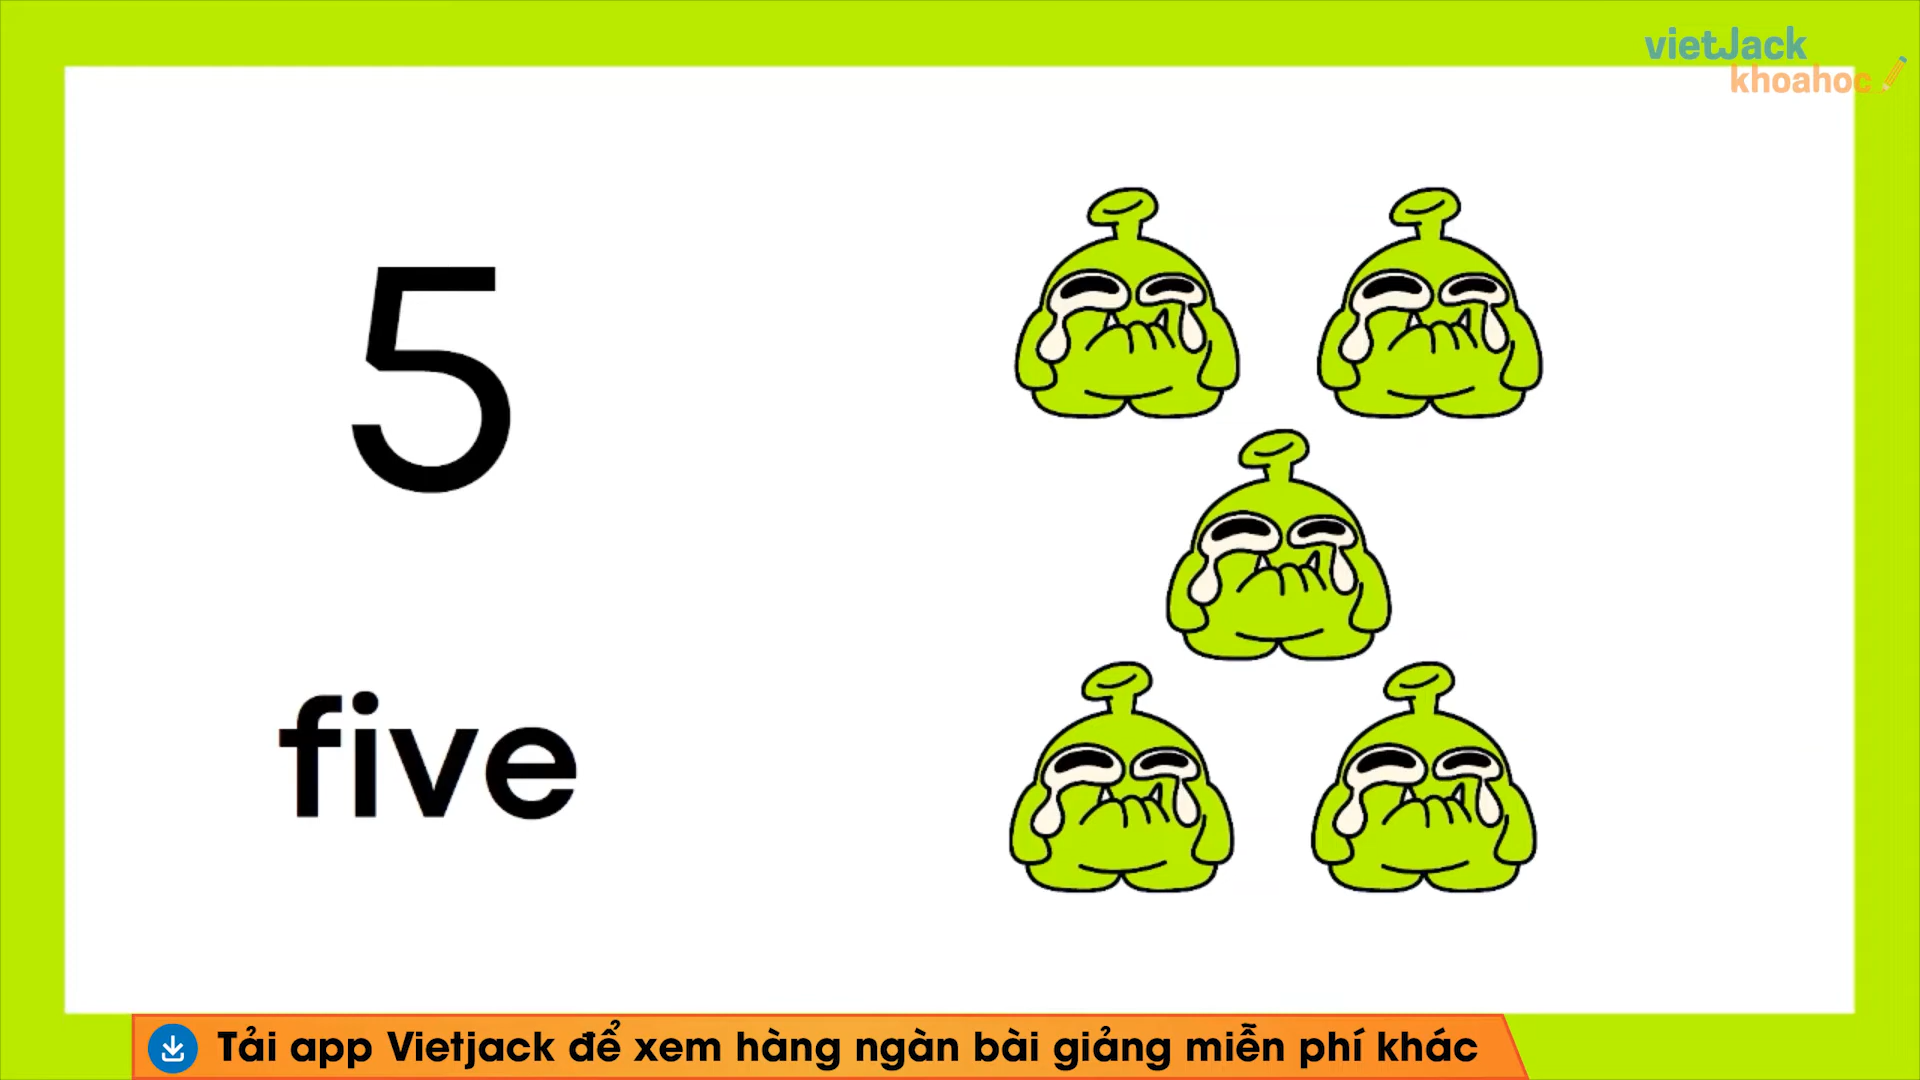 vietJack
khoahoc
5
five
Tải app Vietjack để xem hàng ngàn bài giảng miễn phí khác